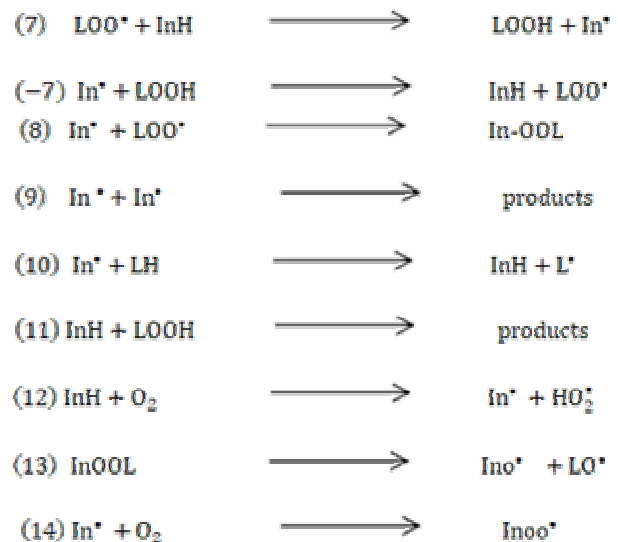 (7) LOO• + InH ⟶ LOOH + In•
(−7) In• + LOOH ⟶ InH + LOO•
(8) In• + LOO• ⟶ In-OOL
(9) In • + In• ⟶ products
(10) In• + LH ⟶ InH + L•
(11) InH + LOOH ⟶ products
(12) InH + O₂ ⟶ In• + HO₂•
(13) InOOL ⟶ Ino• + LO•
(14) In• + O₂ ⟶ Inoo•